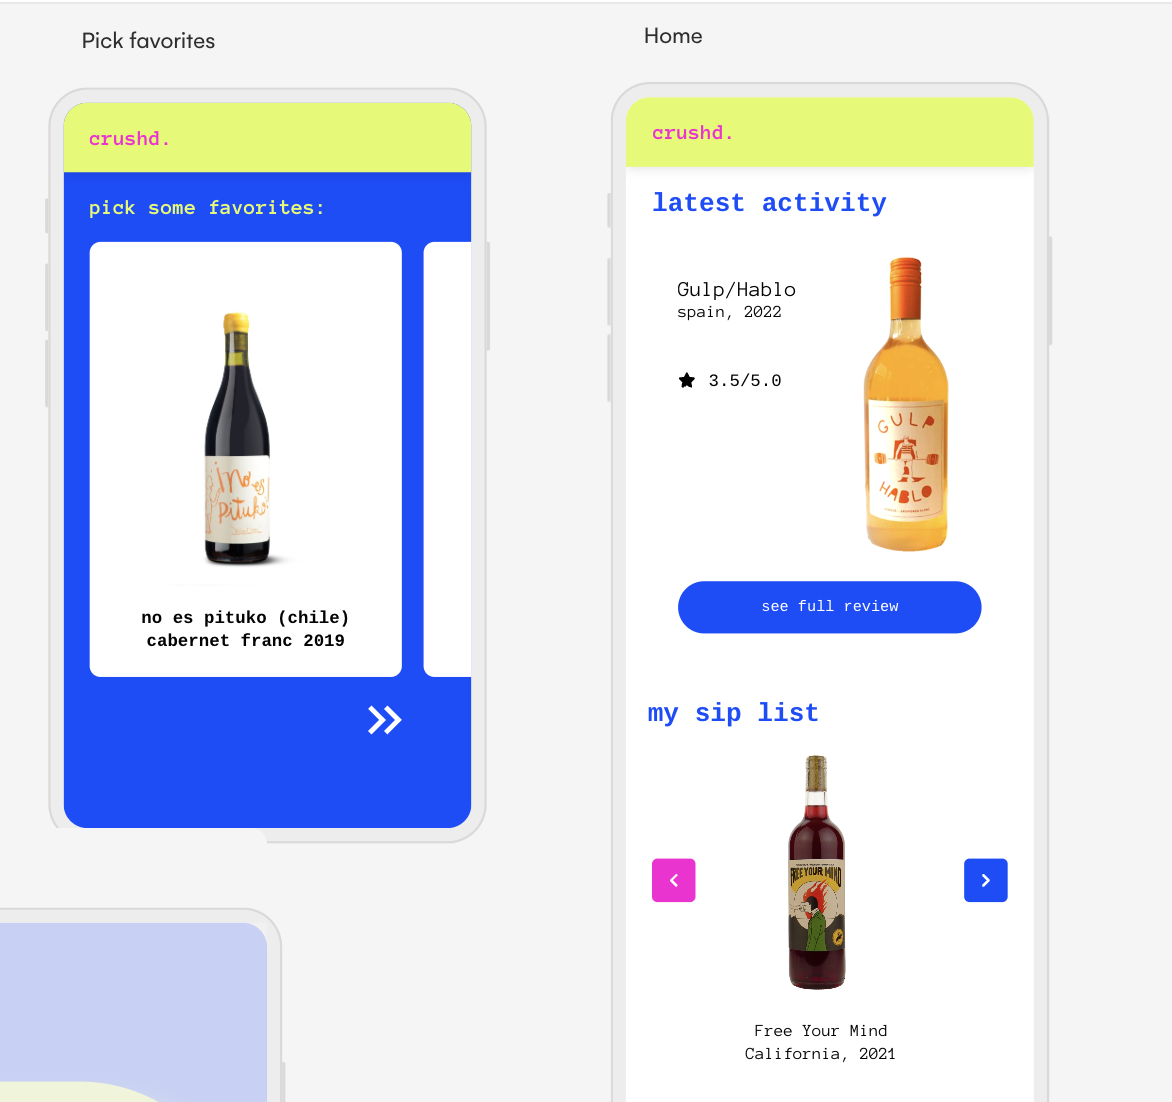 Pick favorites
crushd.
pick some favorites:
¡no es
pituko!
no es pituko (chile)
cabernet franc 2019
Home
crushd.
latest activity
Gulp/Hablo
spain, 2022
3.5/5.0
GULP
HABLO
see full review
my sip list
FREE YOUR MIND
Free Your Mind
California, 2021